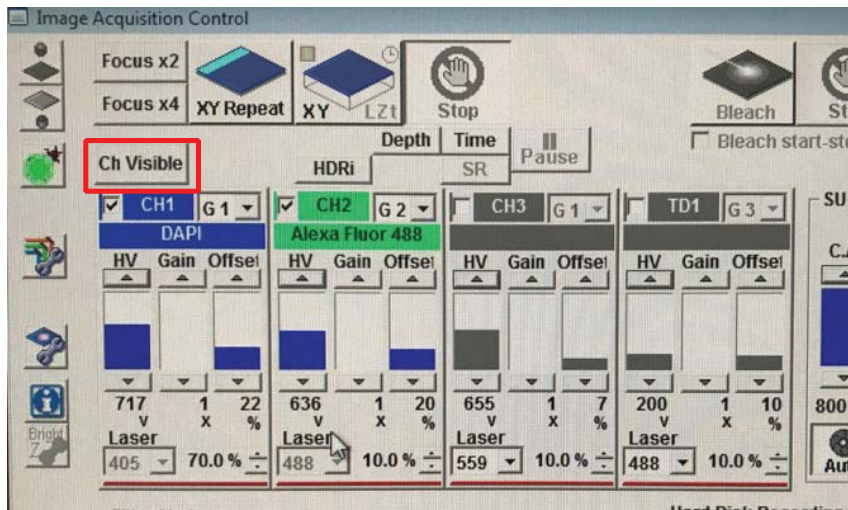 Image Acquisition Control
Focus x2
Focus x4
XY Repeat
XY
LZt
Stop
Bleach
Depth
Time
Pause
Bleach
Ch Visible
HDRi
SR
CH1
G 1
CH2
G 2
CH3
G 1
TD1
G 3
SU
DAPI
Alexa Fluor 488
HV Gain Offset
HV Gain Offset
HV Gain Offset
HV Gain Offset
717 1 22
636 1 20
655 1 7
200 1 10
800
V X %
V X %
V X %
V X %
Bright
Z
Laser
Laser
Laser
Laser
405 70.0 %
488 10.0 %
559 10.0 %
488 10.0 %